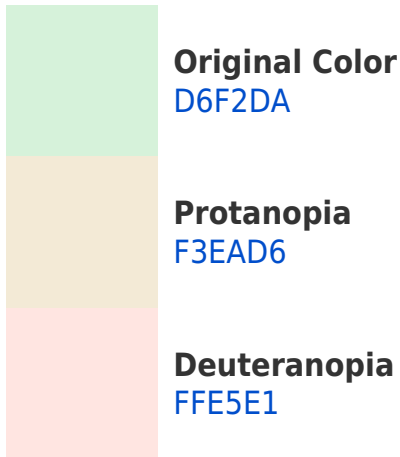 Original Color
D6F2DA
Protanopia
F3EAD6
Deuteranopia
FFE5E1